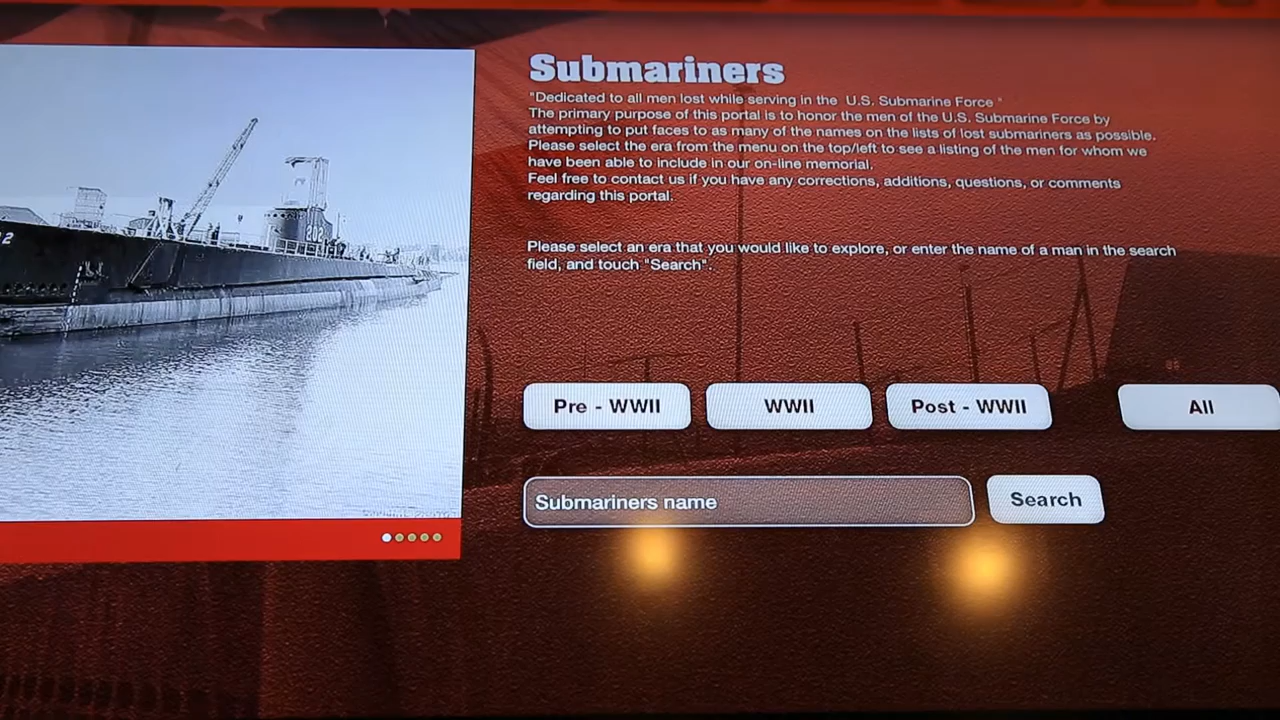 Submariners
"Dedicated to all men lost while serving in the U.S. Submarine Force "
The primary purpose of this portal is to honor the men of the U.S. Submarine Force by
attempting to put faces to as many of the names on the lists of lost submariners as possible.
Please select the era from the menu on the top/left to see a listing of the men for whom we
have been able to include in our on-line memorial.
Feel free to contact us if you have any corrections, additions, questions, or comments
regarding this portal.
Please select an era that you would like to explore, or enter the name of a man in the search
field, and touch "Search".
202
2
Pre - WWII
WWII
Post - WWII
All
Submariners name
Search